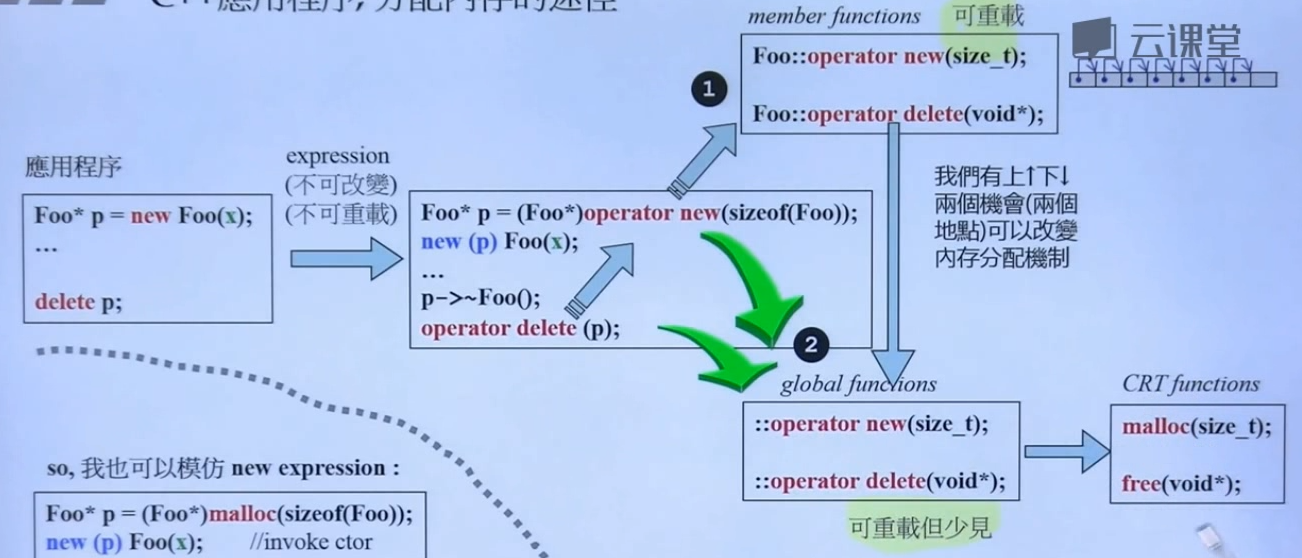 C++應用程序, 分配內存的途徑
member functions 可重載
云课堂
Foo::operator new(size_t);
Foo::operator delete(void*);
1
應用程序
Foo* p = new Foo(x);
...
delete p;
expression
(不可改變)
(不可重載)
Foo* p = (Foo*)operator new(sizeof(Foo));
new (p) Foo(x);
...
p->~Foo();
operator delete (p);
我們有上↑下↓
兩個機會(兩個
地點)可以改變
內存分配機制
2
global functions
::operator new(size_t);
::operator delete(void*);
可重載但少見
CRT functions
malloc(size_t);
free(void*);
so, 我也可以模仿 new expression :
Foo* p = (Foo*)malloc(sizeof(Foo));
new (p) Foo(x); //invoke ctor